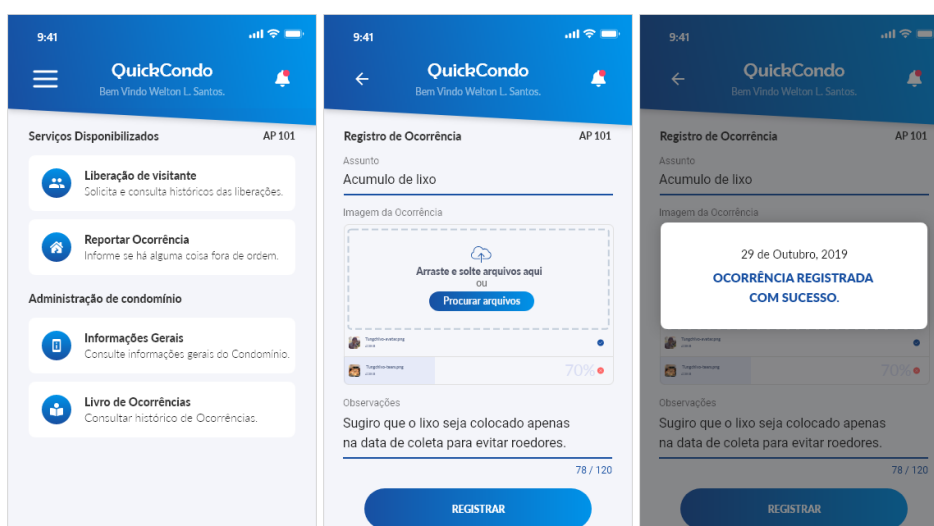 9:41
QuickCondo
Bem Vindo Welton L. Santos.
Serviços Disponibilizados
AP 101
Liberação de visitante
Solicita e consulta históricos das liberações.
Reportar Ocorrência
Informe se há alguma coisa fora de ordem.
Administração de condomínio
Informações Gerais
Consulte informações gerais do Condomínio.
Livro de Ocorrências
Consultar histórico de Ocorrências.
9:41
QuickCondo
Bem Vindo Welton L. Santos.
Registro de Ocorrência
AP 101
Assunto
Acumulo de lixo
Imagem da Ocorrência
Arraste e solte arquivos aqui
ou
Procurar arquivos
70%
Observações
Sugiro que o lixo seja colocado apenas
na data de coleta para evitar roedores.
78 / 120
REGISTRAR
9:41
QuickCondo
Bem Vindo Welton L. Santos.
Registro de Ocorrência
AP 101
Assunto
Acumulo de lixo
Imagem da Ocorrência
29 de Outubro, 2019
OCORRÊNCIA REGISTRADA
COM SUCESSO.
70%
Observações
Sugiro que o lixo seja colocado apenas
na data de coleta para evitar roedores.
78 / 120
REGISTRAR